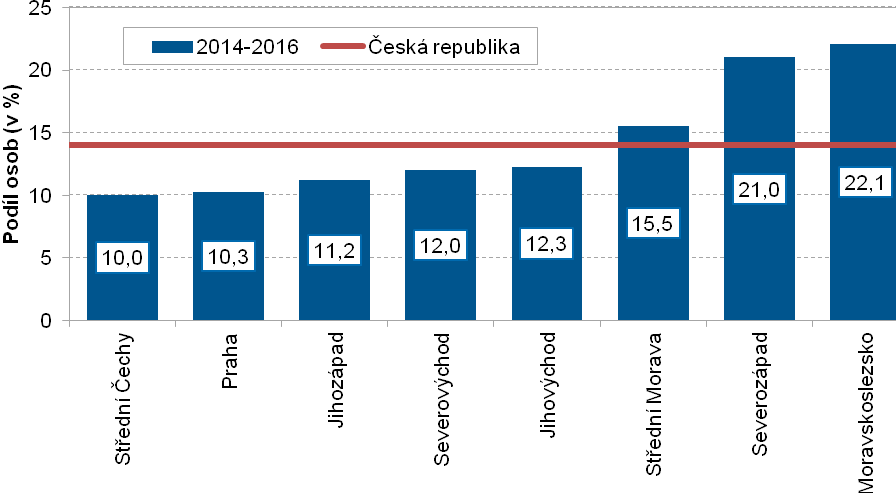 25
20
15
10
5
0
Podíl osob (v %)
2014-2016
Česká republika
10,0
10,3
11,2
12,0
12,3
15,5
21,0
22,1
Střední Čechy
Praha
Jihozápad
Severovýchod
Jihovýchod
Střední Morava
Severozápad
Moravskoslezsko